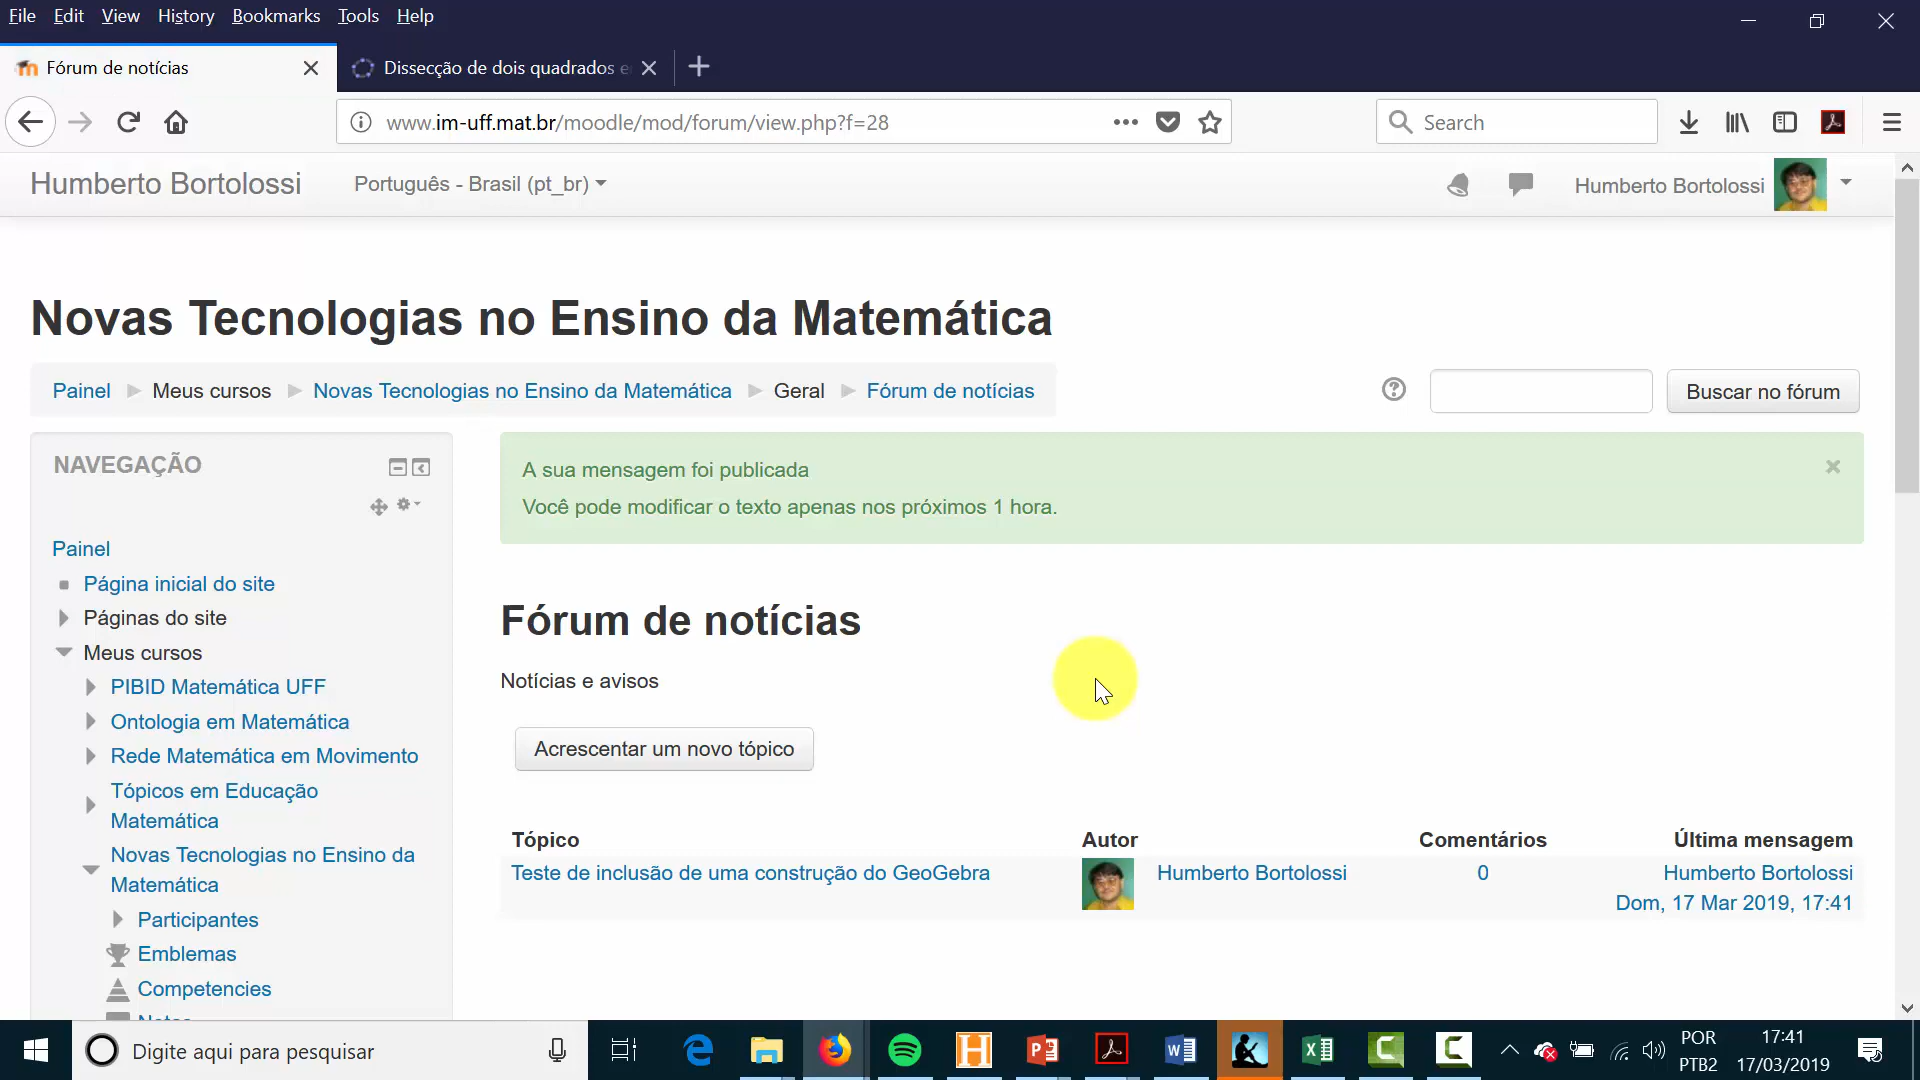 File Edit View History Bookmarks Tools Help
Fórum de notícias
Dissecção de dois quadrados e
www.im-uff.mat.br/moodle/mod/forum/view.php?f=28
Search
Humberto Bortolossi
Português - Brasil (pt_br)
Humberto Bortolossi
Novas Tecnologias no Ensino da Matemática
Painel Meus cursos Novas Tecnologias no Ensino da Matemática Geral Fórum de notícias
Buscar no fórum
NAVEGAÇÃO
Painel
Página inicial do site
Páginas do site
Meus cursos
PIBID Matemática UFF
Ontologia em Matemática
Rede Matemática em Movimento
Tópicos em Educação
Matemática
Novas Tecnologias no Ensino da
Matemática
Participantes
Emblemas
Competencies
A sua mensagem foi publicada
Você pode modificar o texto apenas nos próximos 1 hora.
Fórum de notícias
Notícias e avisos
Acrescentar um novo tópico
Tópico Autor Comentários Última mensagem
Teste de inclusão de uma construção do GeoGebra Humberto Bortolossi 0 Humberto Bortolossi
Dom, 17 Mar 2019, 17:41
Digite aqui para pesquisar
POR
PTB2
17:41
17/03/2019